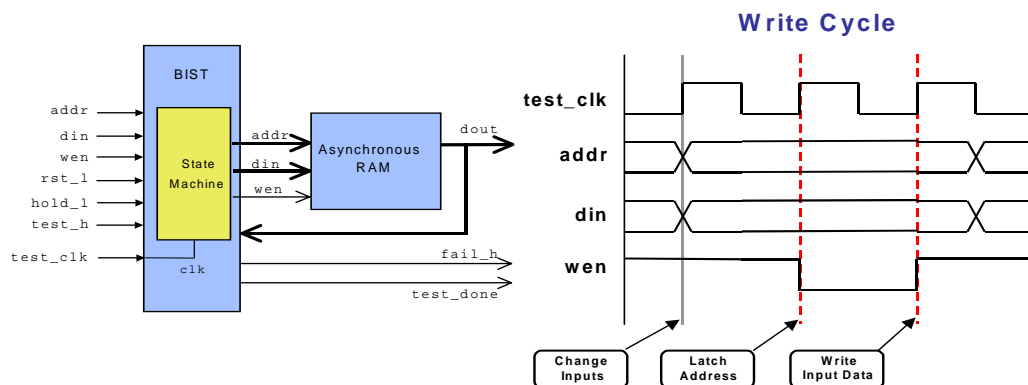 Write Cycle
BIST
addr
din
wen
rst_l
hold_l
test_h
test_clk
State
Machine
clk
addr
din
wen
Asynchronous
RAM
dout
fail_h
test_done
test_clk
addr
din
wen
Change
Inputs
Latch
Address
Write
Input Data